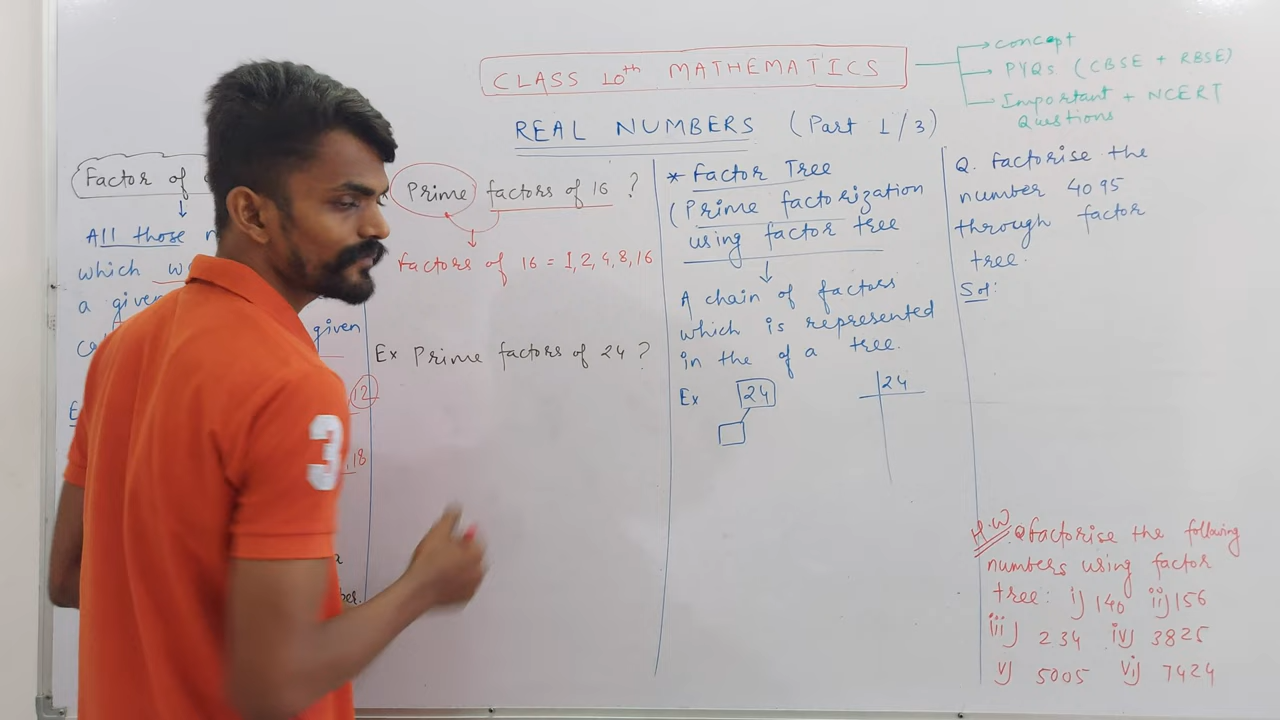 CLASS 10th MATHEMATICS
concept
PYQs (CBSE + RBSE)
Important + NCERT
Questions
REAL NUMBERS (Part 1/3)
Factor of
All those
which
a given
given
12
,18
3
Prime factors of 16 ?
factors of 16 = 1, 2, 4, 8, 16
Ex Prime factors of 24 ?
* Factor Tree
(Prime factorization
using factor tree
A chain of factors
which is represented
in the of a tree.
Ex 24
24
Q. Factorise the
number 4095
through factor
tree.
Sol:
H.W Q factorise the following
numbers using factor
tree: i) 140 ii) 156
iii) 234 iv) 3825
v) 5005 vi) 7424